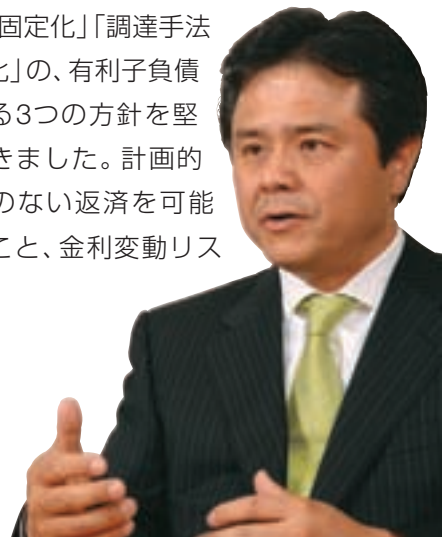 固定化」「調達手法
化」の、有利子負債
る3つの方針を堅
きました。計画的
のない返済を可能
こと、金利変動リス